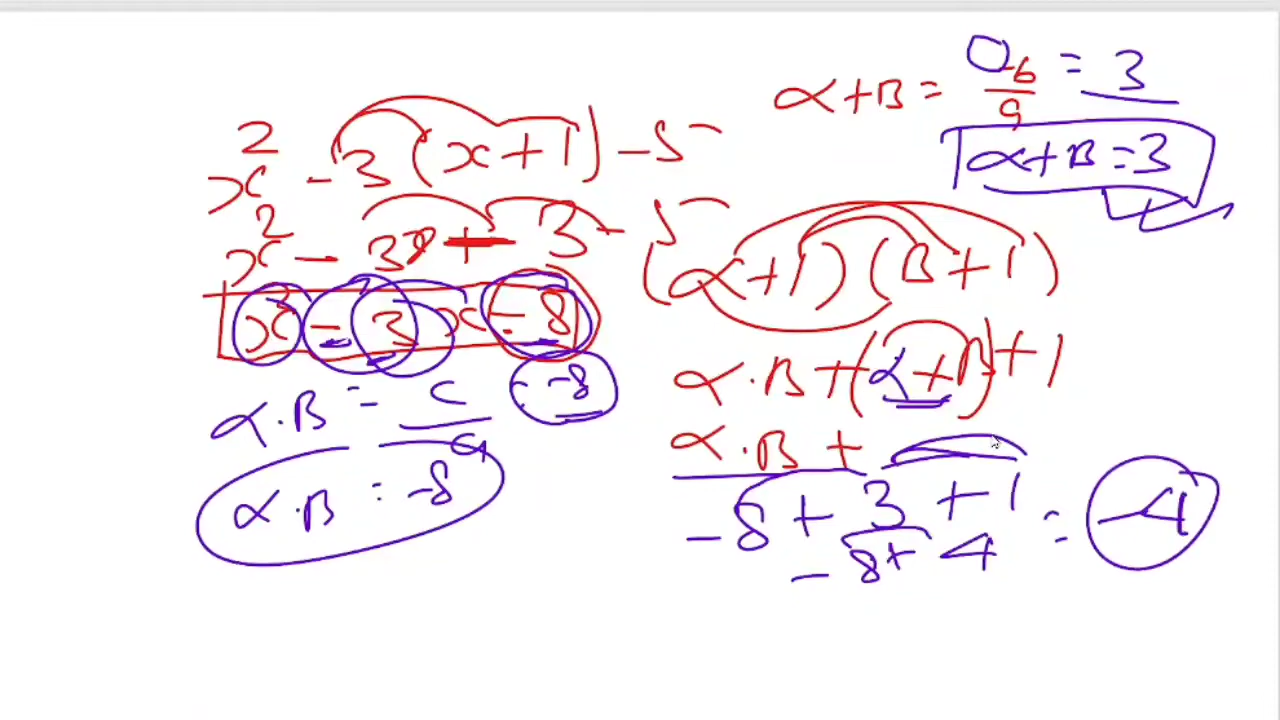 x² - 3(x+1) - 5
x² - 3x - 3 - 5
x² - 3x - 8
α.β = c/a = -8
α.β = -8
α+β = -b/a = 3
α+β = 3
(α+1)(β+1)
α.β + (α+β) + 1
α.β +
-8 + 3 + 1
-8 + 4 = -4